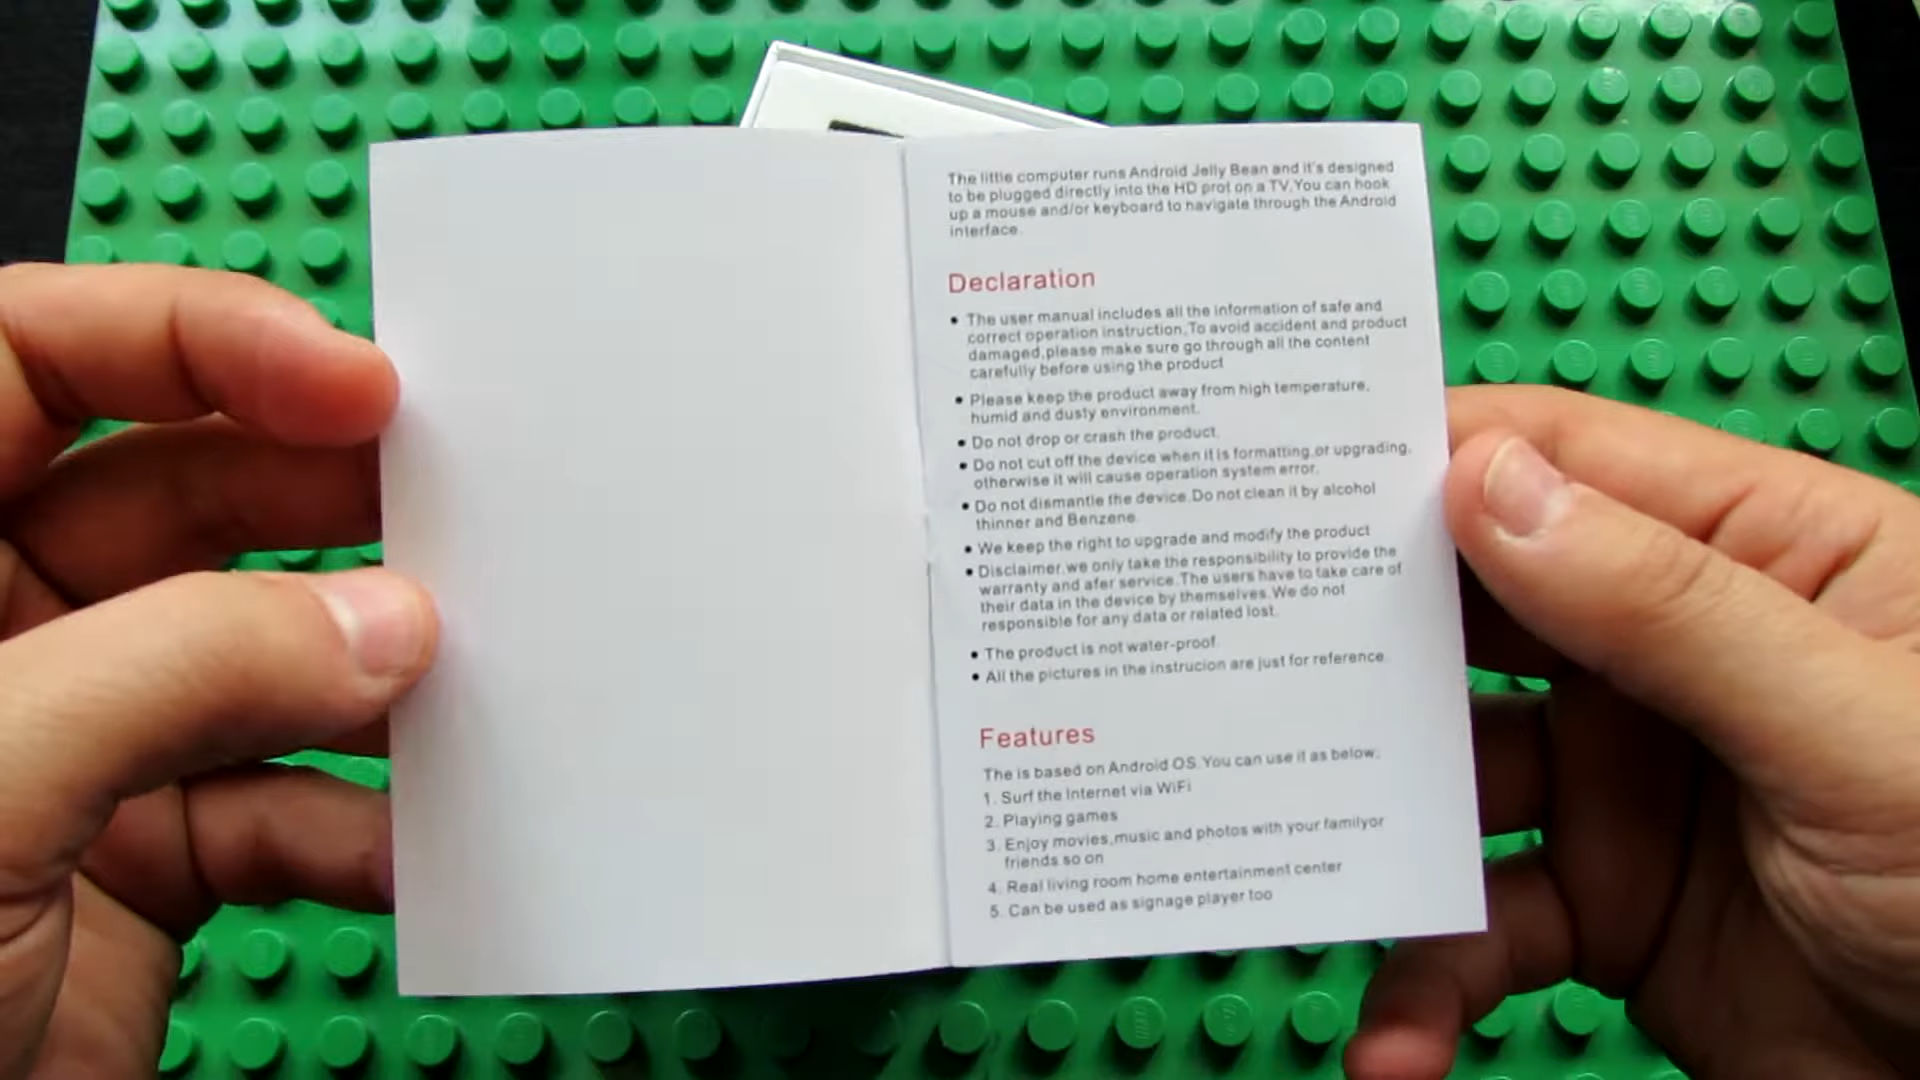 The little computer runs Android Jelly Bean and it's designed
to be plugged directly into the HD prot on a TV.You can hook
up a mouse and/or keyboard to navigate through the Android
interface.
Declaration
• The user manual includes all the information of safe and
correct operation instruction.To avoid accident and product
damaged,please make sure go through all the content
carefully before using the product
• Please keep the product away from high temperature,
humid and dusty environment.
• Do not drop or crash the product.
• Do not cut off the device when it is formatting or upgrading,
otherwise it will cause operation system error.
• Do not dismantle the device.Do not clean it by alcohol
thinner and Benzene.
• We keep the right to upgrade and modify the product
• Disclaimer,we only take the responsibility to provide the
warranty and afer service.The users have to take care of
their data in the device by themselves.We do not
responsible for any data or related lost.
• The product is not water-proof.
• All the pictures in the instrucion are just for reference.
Features
The is based on Android OS.You can use it as below;
1. Surf the Internet via WiFi
2. Playing games
3. Enjoy movies,music and photos with your familyor
friends so on
4. Real living room home entertainment center
5. Can be used as signage player too